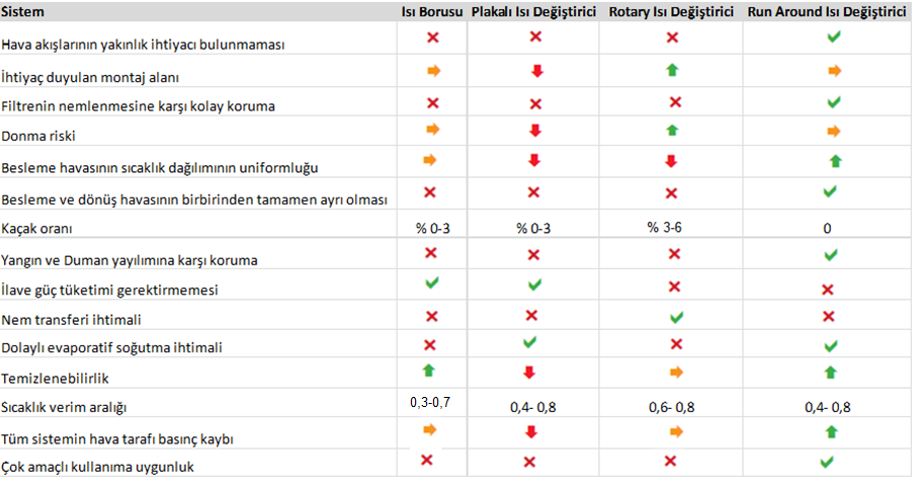 Sistem Isı Borusu Plakalı Isı Değiştirici Rotary Isı Değiştirici Run Around Isı Değiştirici
Hava akışlarının yakınlık ihtiyacı bulunmaması
İhtiyaç duyulan montaj alanı
Filtrenin nemlenmesine karşı kolay koruma
Donma riski
Besleme havasının sıcaklık dağılımının uniformluğu
Besleme ve dönüş havasının birbirinden tamamen ayrı olması
Kaçak oranı % 0-3 % 0-3 % 3-6 0
Yangın ve Duman yayılımına karşı koruma
İlave güç tüketimi gerektirmemesi
Nem transferi ihtimali
Dolaylı evaporatif soğutma ihtimali
Temizlenebilirlik
Sıcaklık verim aralığı 0,3-0,7 0,4- 0,8 0,6- 0,8 0,4- 0,8
Tüm sistemin hava tarafı basınç kaybı
Çok amaçlı kullanıma uygunluk